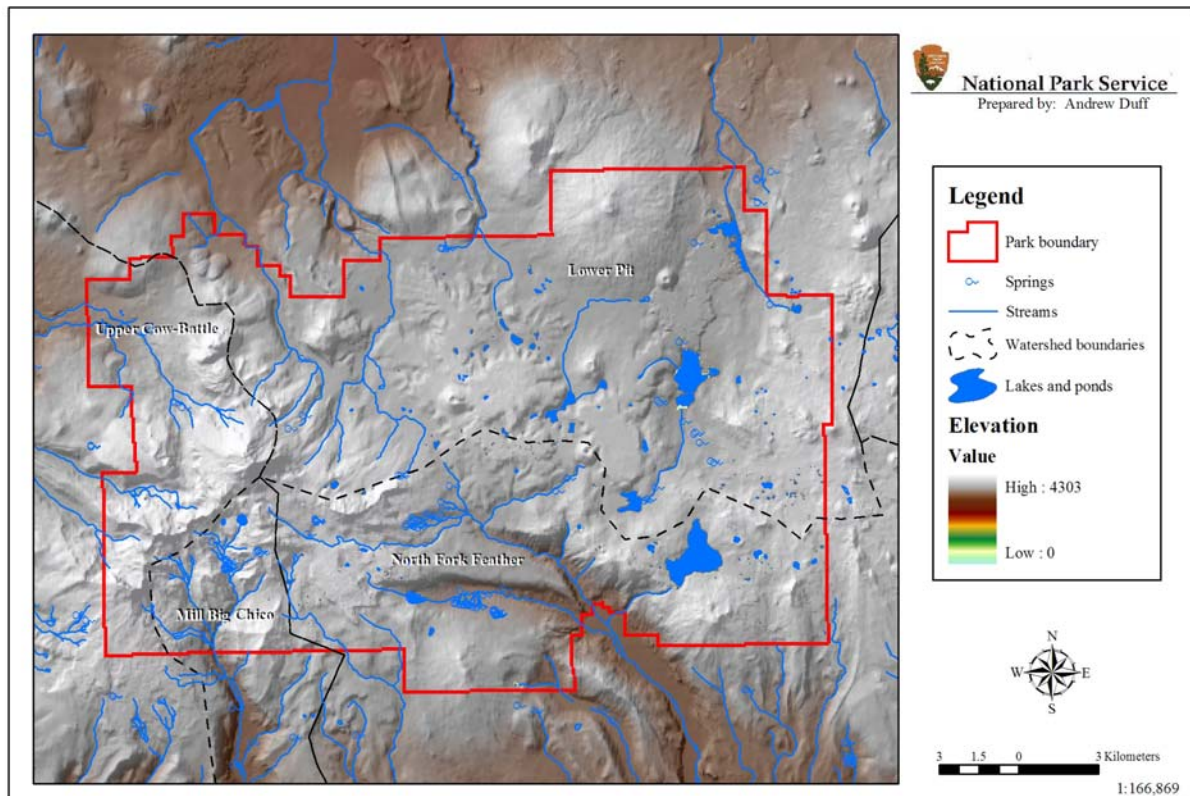 National Park Service
Prepared by: Andrew Duff
Lower Pit
Upper Cow-Battle
North Fork Feather
Mill Big Chico
Legend
Park boundary
Springs
Streams
Watershed boundaries
Lakes and ponds
Elevation
Value
High : 4303
Low : 0
N
W
E
S
3 1.5 0 3 Kilometers
1:166,869